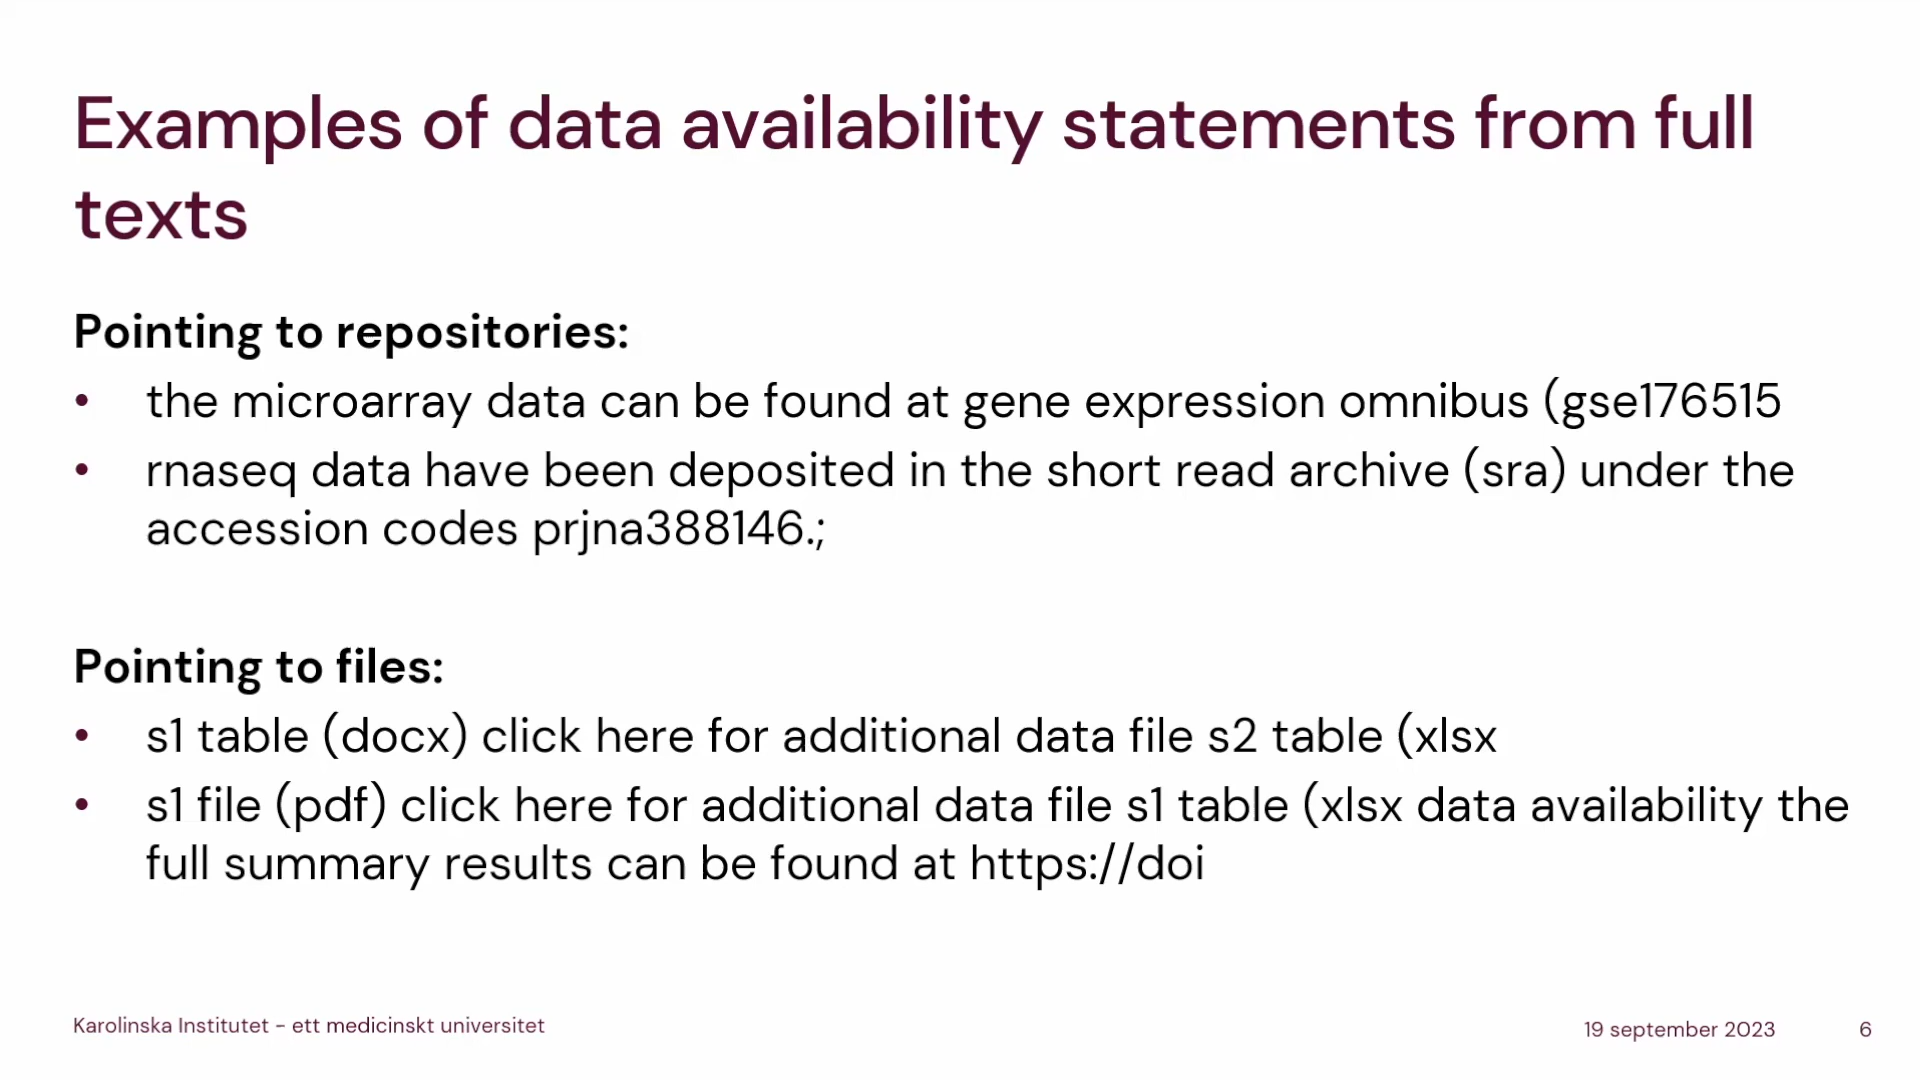 Examples of data availability statements from full
texts
Pointing to repositories:
• the microarray data can be found at gene expression omnibus (gse176515
• rnaseq data have been deposited in the short read archive (sra) under the
accession codes prjna388146.;
Pointing to files:
• s1 table (docx) click here for additional data file s2 table (xlsx
• s1 file (pdf) click here for additional data file s1 table (xlsx data availability the
full summary results can be found at https://doi
Karolinska Institutet - ett medicinskt universitet
19 september 2023
6